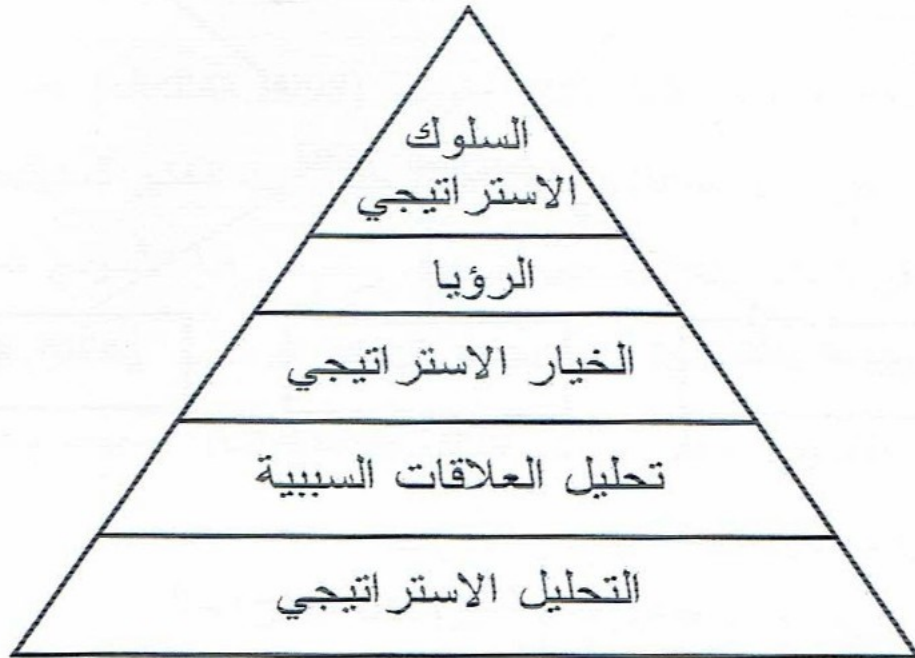 السلوك
الاستراتيجي
الرؤيا
الخيار الاستراتيجي
تحليل العلاقات السببية
التحليل الاستراتيجي